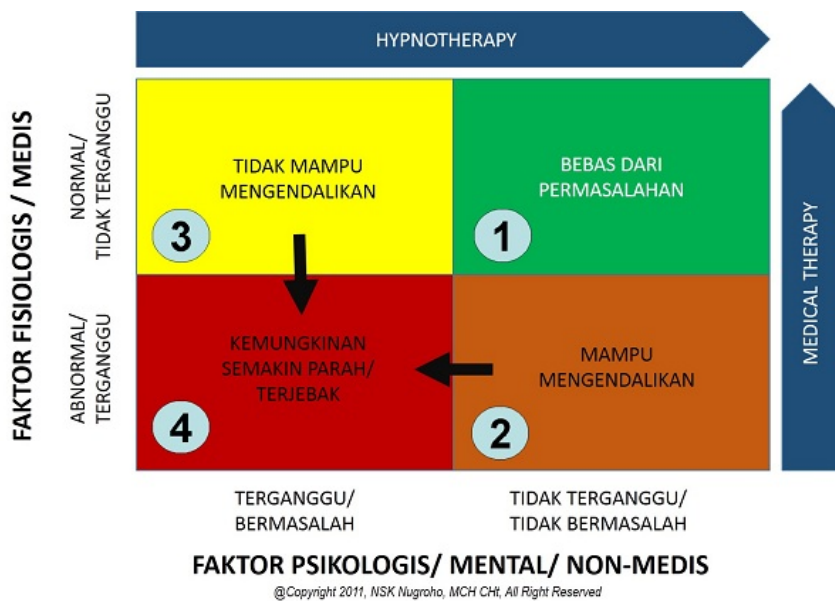 HYPNOTHERAPY
FAKTOR FISIOLOGIS / MEDIS
NORMAL/
TIDAK TERGANGGU
TIDAK MAMPU
MENGENDALIKAN
3
BEBAS DARI
PERMASALAHAN
1
MEDICAL THERAPY
ABNORMAL/
TERGANGGU
KEMUNGKINAN
SEMAKIN PARAH/
TERJEBAK
4
MAMPU
MENGENDALIKAN
2
TERGANGGU/
BERMASALAH
TIDAK TERGANGGU/
TIDAK BERMASALAH
FAKTOR PSIKOLOGIS/ MENTAL/ NON-MEDIS
@Copyright 2011, NSK Nugroho, MCH CHt, All Right Reserved